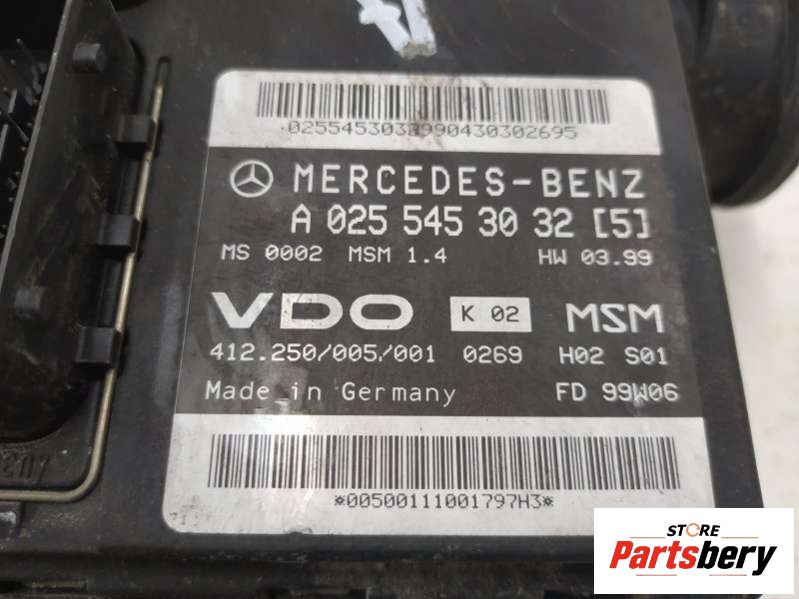 0255453032990430302695
MERCEDES-BENZ
A 025 545 30 32 [5]
MS 0002 MSM 1.4 HW 03.99
VDO K 02 MSM
412.250/005/001 0269 H02 S01
Made in Germany FD 99W06
*00500111001797H3*
STORE
Partsbery